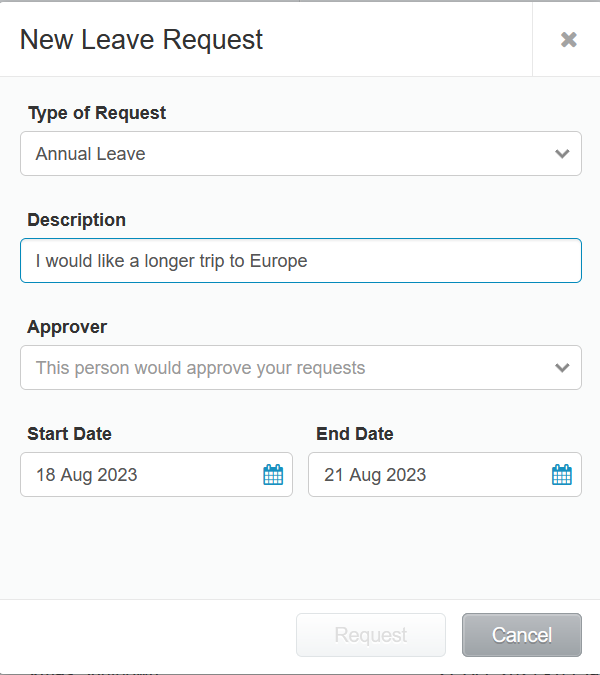 New Leave Request
Type of Request
Annual Leave
Description
I would like a longer trip to Europe
Approver
This person would approve your requests
Start Date End Date
18 Aug 2023 21 Aug 2023
Request Cancel